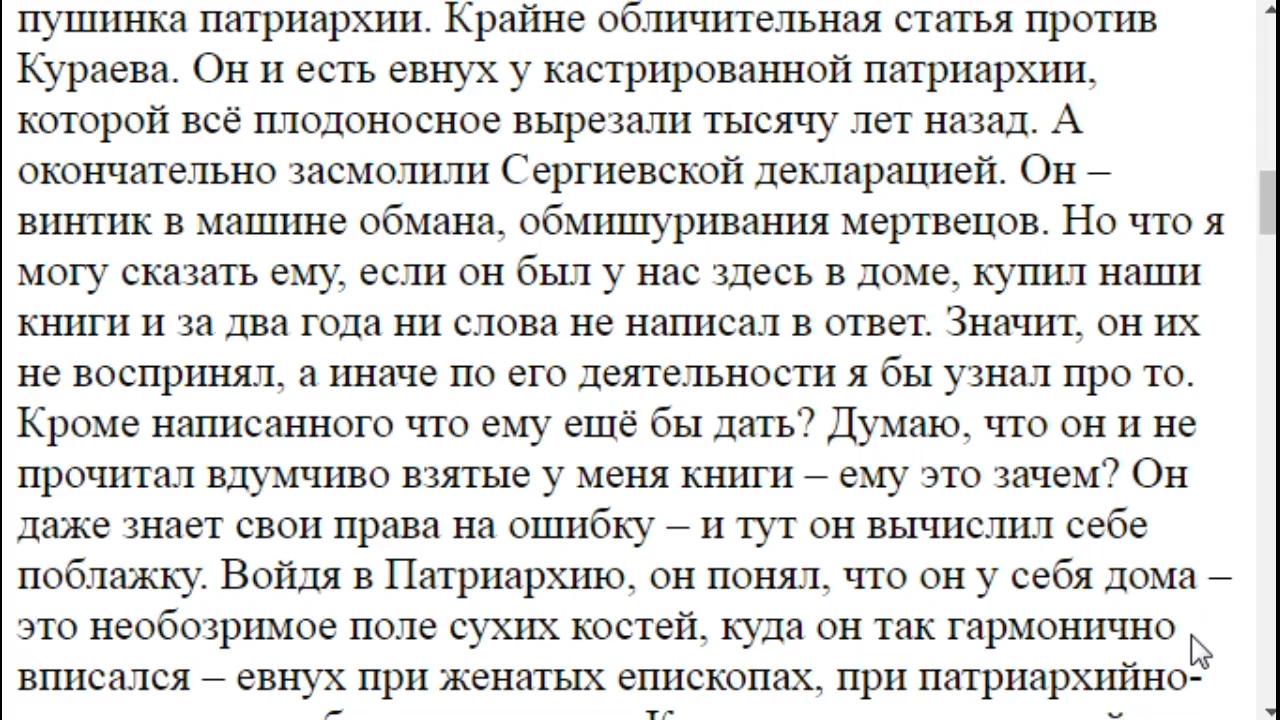 пушинка патриархии. Крайне обличительная статья против
Кураева. Он и есть евнух у кастрированной патриархии,
которой всё плодоносное вырезали тысячу лет назад. А
окончательно засмолили Сергиевской декларацией. Он –
винтик в машине обмана, обмишуривания мертвецов. Но что я
могу сказать ему, если он был у нас здесь в доме, купил наши
книги и за два года ни слова не написал в ответ. Значит, он их
не воспринял, а иначе по его деятельности я бы узнал про то.
Кроме написанного что ему ещё бы дать? Думаю, что он и не
прочитал вдумчиво взятые у меня книги – ему это зачем? Он
даже знает свои права на ошибку – и тут он вычислил себе
поблажку. Войдя в Патриархию, он понял, что он у себя дома –
это необозримое поле сухих костей, куда он так гармонично
вписался – евнух при женатых епископах, при патриархийно-